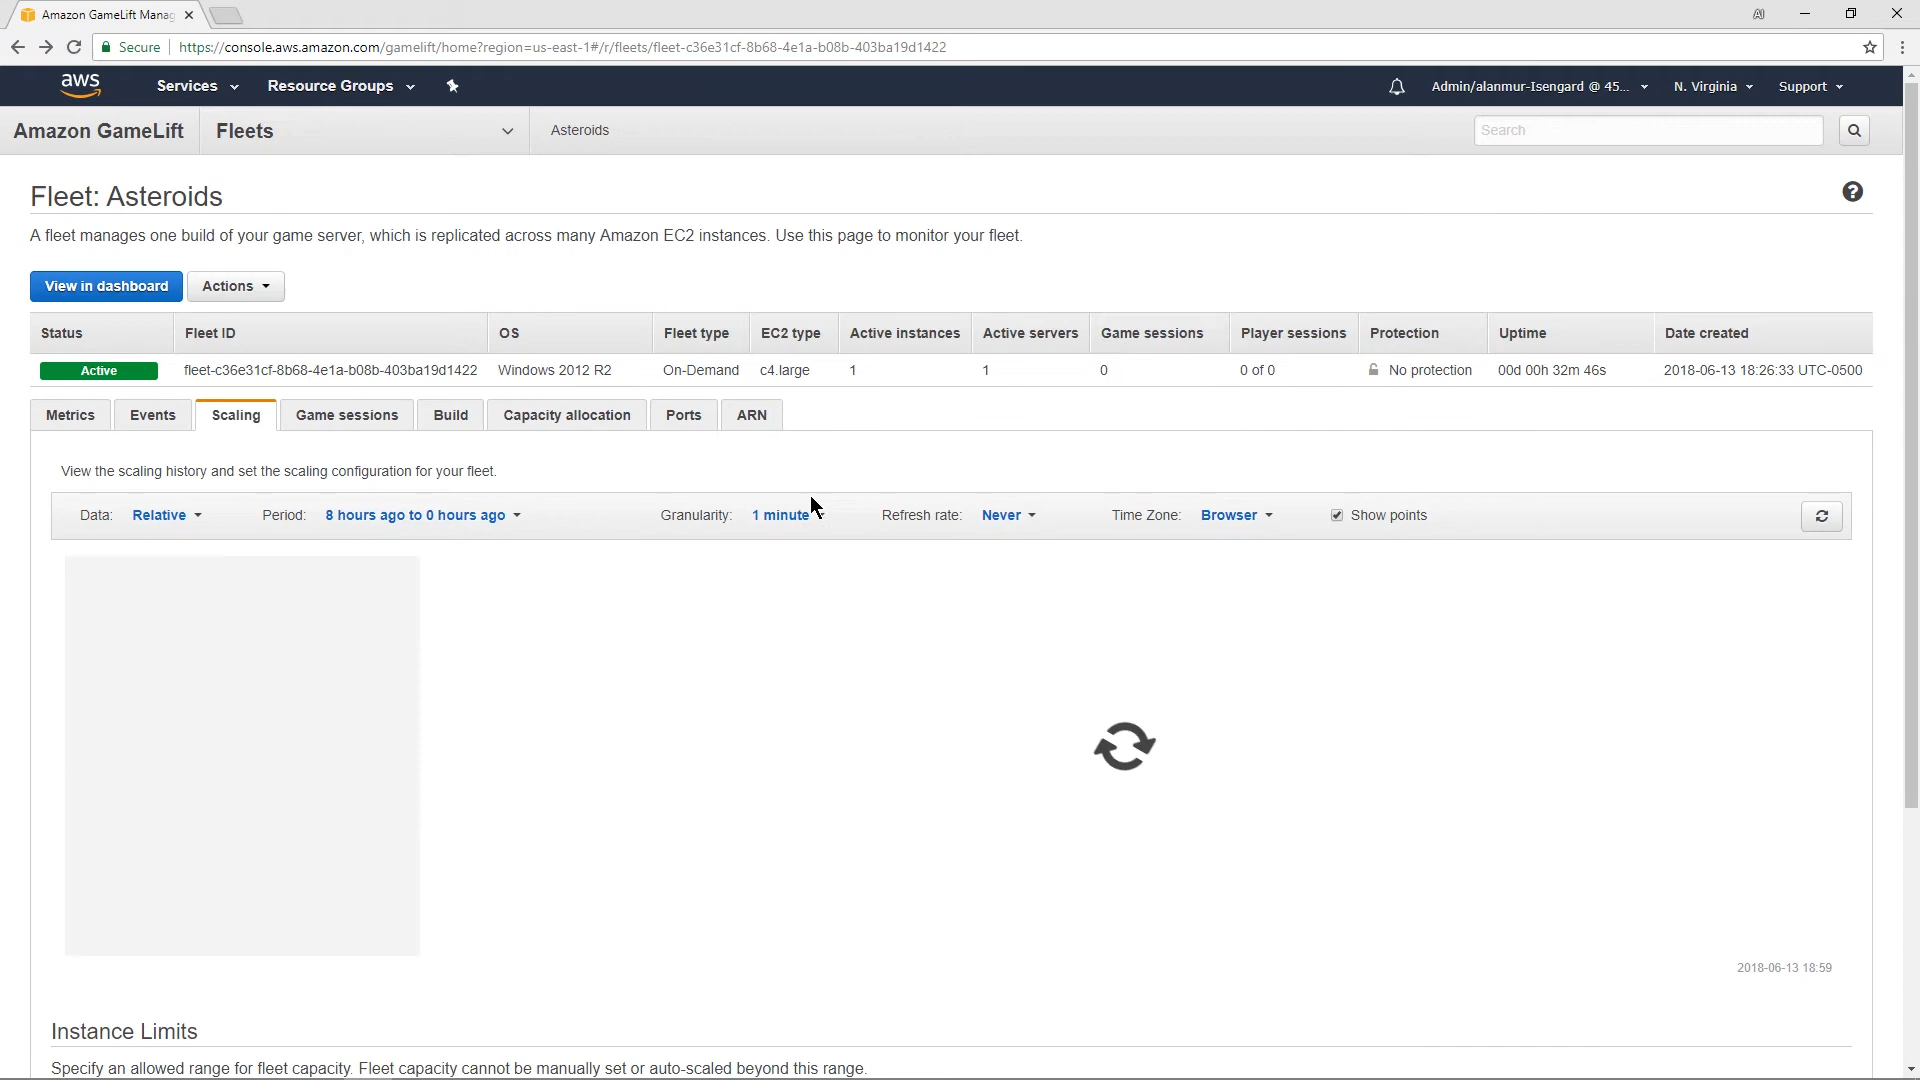 Amazon GameLift Manag
AI
Secure https://console.aws.amazon.com/gamelift/home?region=us-east-1#/r/fleets/fleet-c36e31cf-8b68-4e1a-b08b-403ba19d1422
aws Services Resource Groups Admin/alanmur-Isengard @ 45... N. Virginia Support
Amazon GameLift Fleets Asteroids Search
Fleet: Asteroids
A fleet manages one build of your game server, which is replicated across many Amazon EC2 instances. Use this page to monitor your fleet.
View in dashboard Actions
Status Fleet ID OS Fleet type EC2 type Active instances Active servers Game sessions Player sessions Protection Uptime Date created
Active fleet-c36e31cf-8b68-4e1a-b08b-403ba19d1422 Windows 2012 R2 On-Demand c4.large 1 1 0 0 of 0 No protection 00d 00h 32m 46s 2018-06-13 18:26:33 UTC-0500
Metrics Events Scaling Game sessions Build Capacity allocation Ports ARN
View the scaling history and set the scaling configuration for your fleet.
Data: Relative Period: 8 hours ago to 0 hours ago Granularity: 1 minute Refresh rate: Never Time Zone: Browser Show points
2018-06-13 18:59
Instance Limits
Specify an allowed range for fleet capacity. Fleet capacity cannot be manually set or auto-scaled beyond this range.